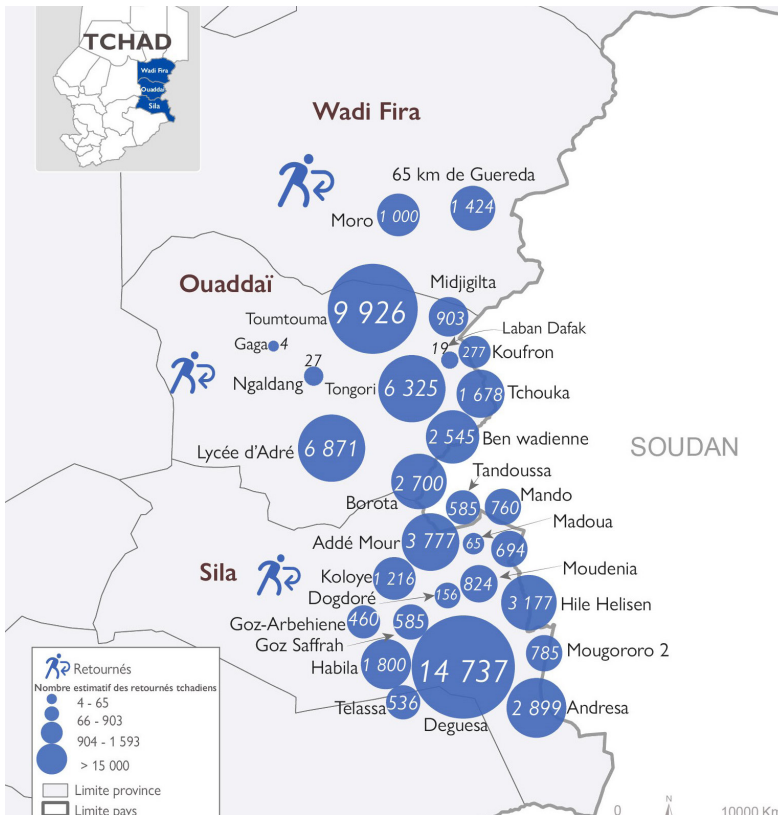 TCHAD
Wadi Fira
Ouaddaï
Sila
Wadi Fira
65 km de Guereda
1 424
Moro
1 000
Ouaddaï
Midjigilta
Toumtouma
9 926
903
Laban Dafak
Gaga
4
19
277
Koufron
27
Ngaldang
Tongori
6 325
1 678
Tchouka
Lycée d'Adré
6 871
2 545
Ben wadienne
SOUDAN
Tandoussa
2 700
Borota
585
760
Mando
Madoua
Addé Mour
3 777
65
694
Sila
Koloye
1 216
824
Moudenia
Dogdoré
156
3 177
Hile Helisen
Goz-Arbehiene
460
585
Goz Saffrah
785
Mougororo 2
Habila
1 800
14 737
Telassa
536
Deguesa
2 899
Andresa
Retournés
Nombre estimatif des retournés tchadiens
4 - 65
66 - 903
904 - 1 593
> 15 000
Limite province
Limite pays
N
0
10000 Km